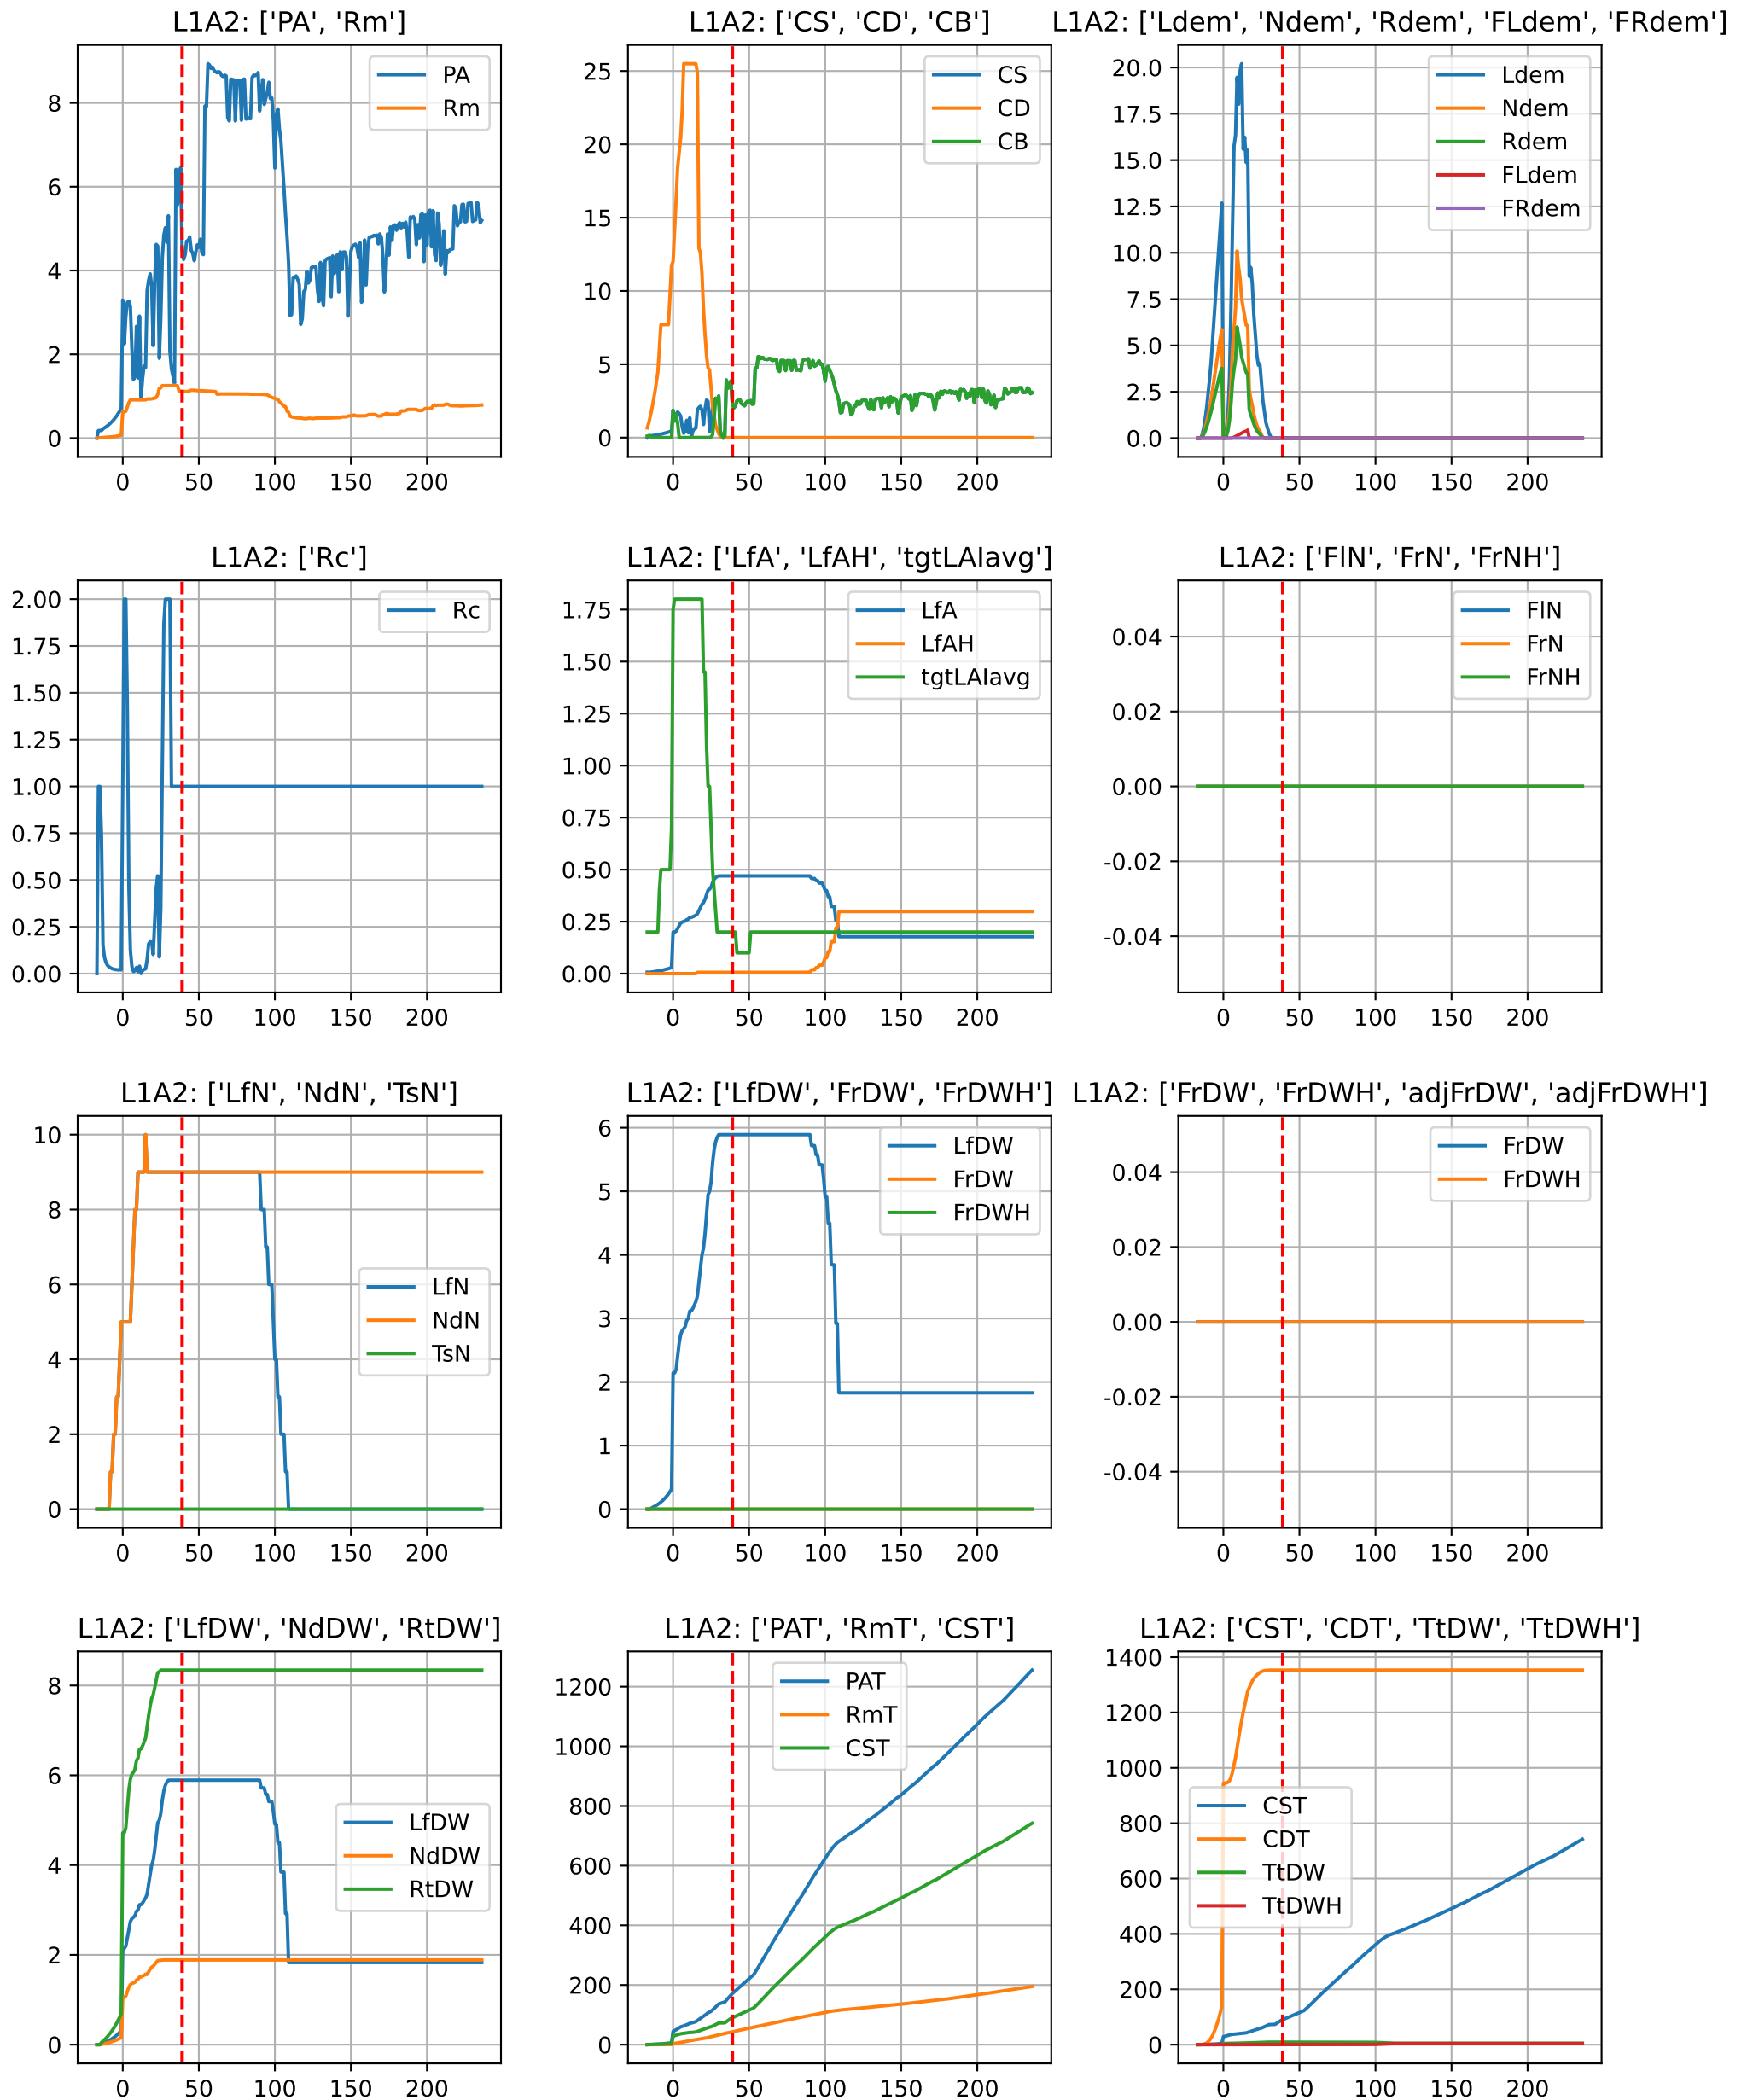 L1A2: ['PA', 'Rm']
8
6
4
2
0
PA
Rm
0 50 100 150 200
L1A2: ['CS', 'CD', 'CB']
25
20
15
10
5
0
CS
CD
CB
0 50 100 150 200
L1A2: ['Ldem', 'Ndem', 'Rdem', 'FLdem', 'FRdem']
20.0
17.5
15.0
12.5
10.0
7.5
5.0
2.5
0.0
Ldem
Ndem
Rdem
FLdem
FRdem
0 50 100 150 200
L1A2: ['Rc']
2.00
1.75
1.50
1.25
1.00
0.75
0.50
0.25
0.00
Rc
0 50 100 150 200
L1A2: ['LfA', 'LfAH', 'tgtLAIavg']
1.75
1.50
1.25
1.00
0.75
0.50
0.25
0.00
LfA
LfAH
tgtLAIavg
0 50 100 150 200
L1A2: ['FlN', 'FrN', 'FrNH']
0.04
0.02
0.00
-0.02
-0.04
FlN
FrN
FrNH
0 50 100 150 200
L1A2: ['LfN', 'NdN', 'TsN']
10
8
6
4
2
0
LfN
NdN
TsN
0 50 100 150 200
L1A2: ['LfDW', 'FrDW', 'FrDWH']
6
5
4
3
2
1
0
LfDW
FrDW
FrDWH
0 50 100 150 200
L1A2: ['FrDW', 'FrDWH', 'adjFrDW', 'adjFrDWH']
0.04
0.02
0.00
-0.02
-0.04
FrDW
FrDWH
0 50 100 150 200
L1A2: ['LfDW', 'NdDW', 'RtDW']
8
6
4
2
0
LfDW
NdDW
RtDW
0 50 100 150 200
L1A2: ['PAT', 'RmT', 'CST']
1200
1000
800
600
400
200
0
PAT
RmT
CST
0 50 100 150 200
L1A2: ['CST', 'CDT', 'TtDW', 'TtDWH']
1400
1200
1000
800
600
400
200
0
CST
CDT
TtDW
TtDWH
0 50 100 150 200